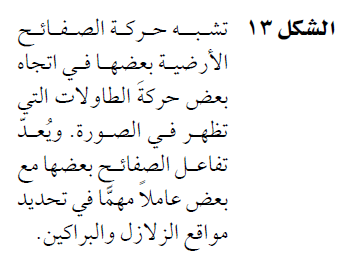 الشكل ١٣ تشبه حركة الصفائح
الأرضية بعضها في اتجاه
بعض حركةَ الطاولات التي
تظهر في الصورة. ويُعدّ
تفاعل الصفائح بعضها مع
بعض عاملاً مهمًّا في تحديد
مواقع الزلازل والبراكين.